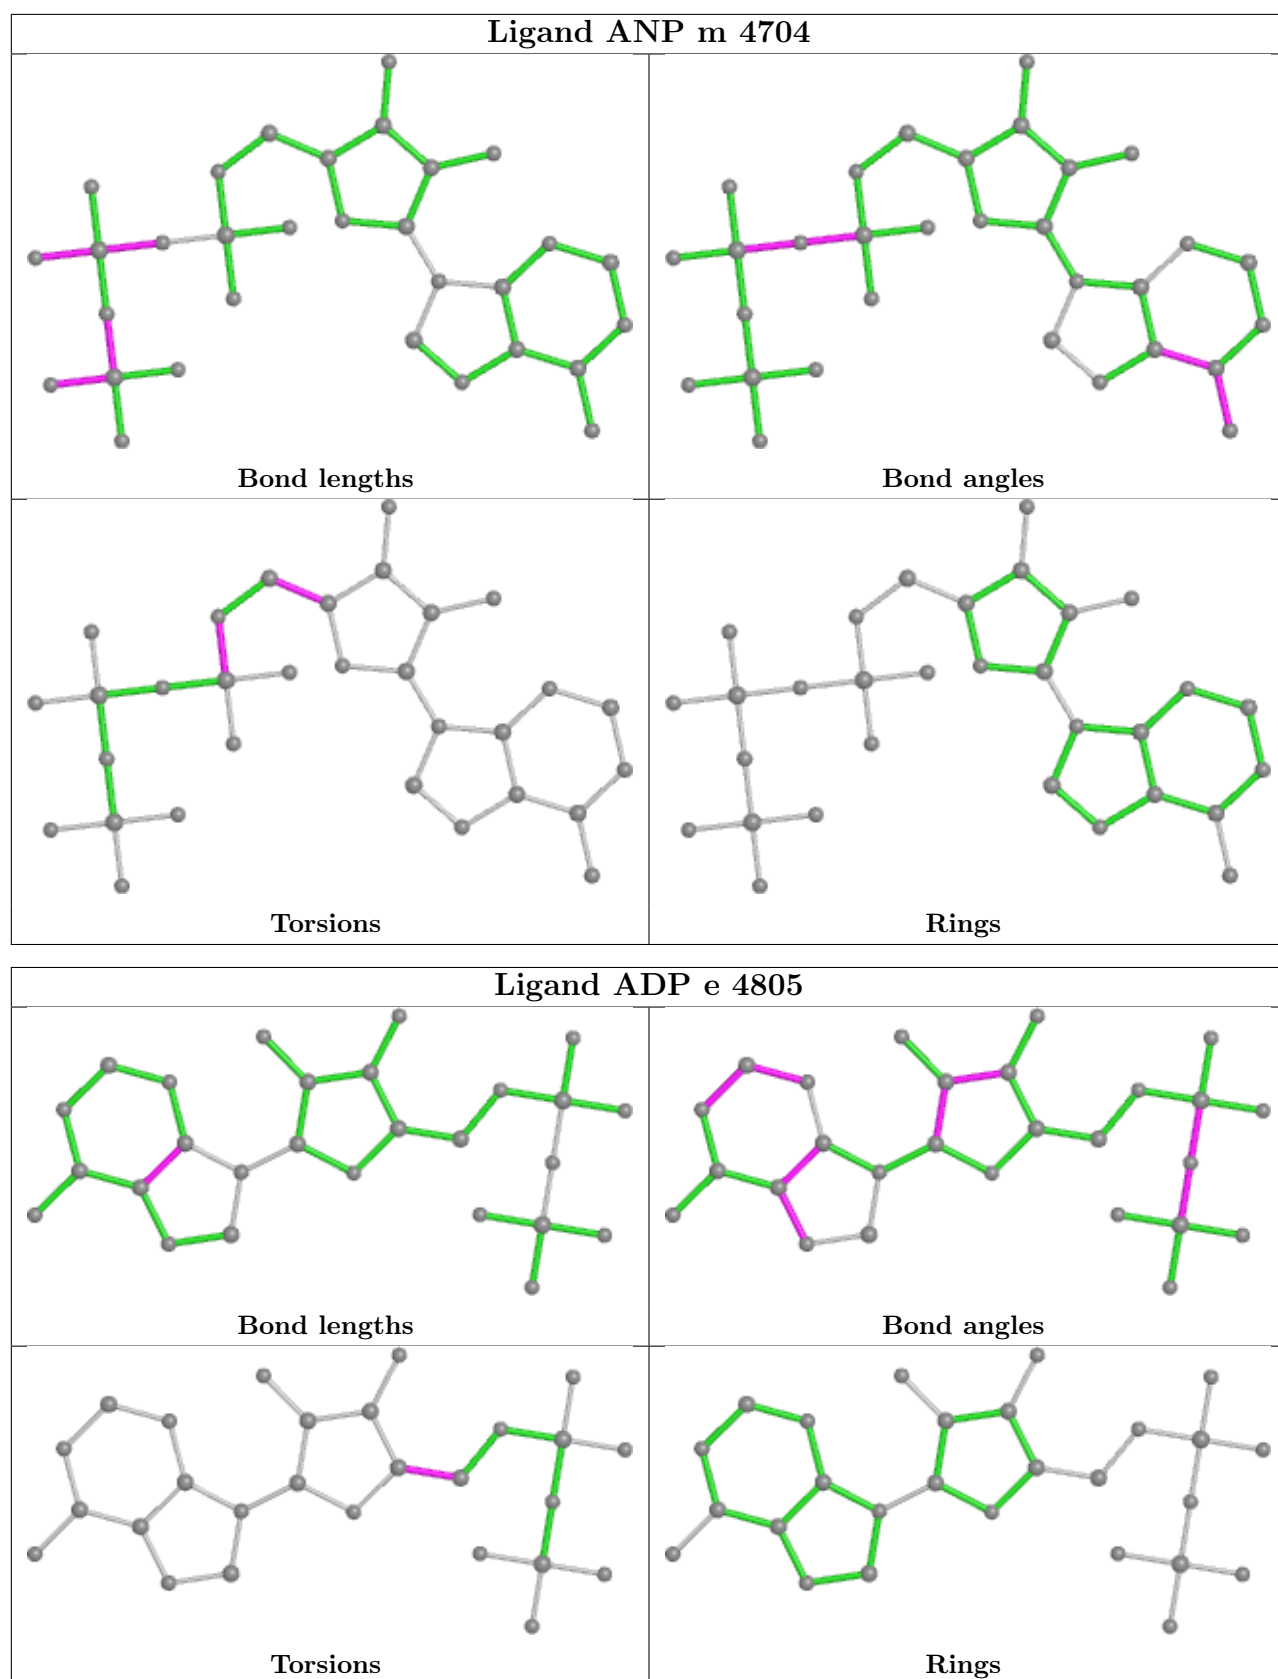 Ligand ANP m 4704
Bond lengths
Bond angles
Torsions
Rings
Ligand ADP e 4805
Bond lengths
Bond angles
Torsions
Rings